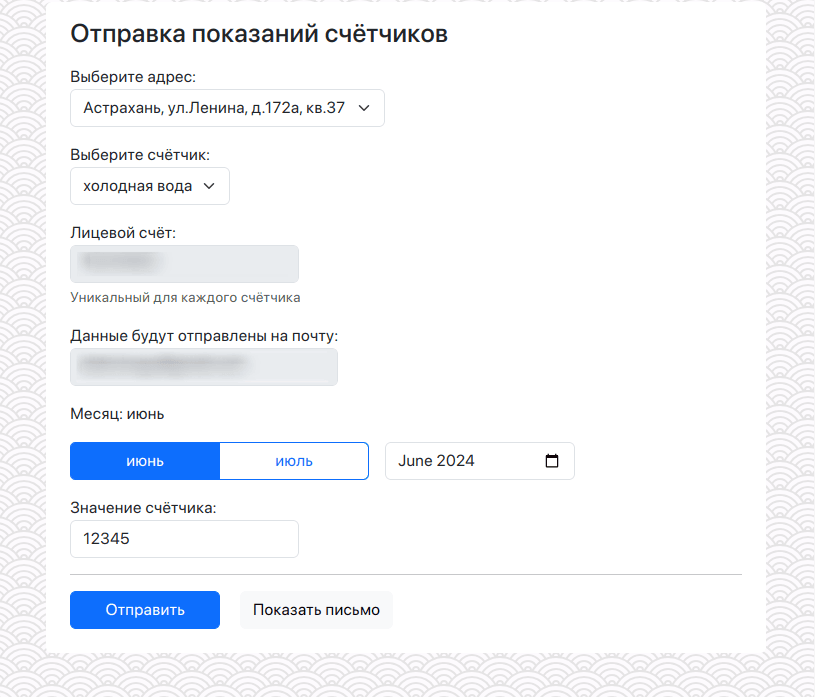 Отправка показаний счётчиков
Выберите адрес:
Астрахань, ул.Ленина, д.172а, кв.37
Выберите счётчик:
холодная вода
Лицевой счёт:
Уникальный для каждого счётчика
Данные будут отправлены на почту:
Месяц: июнь
июнь июль June 2024
Значение счётчика:
12345
Отправить Показать письмо